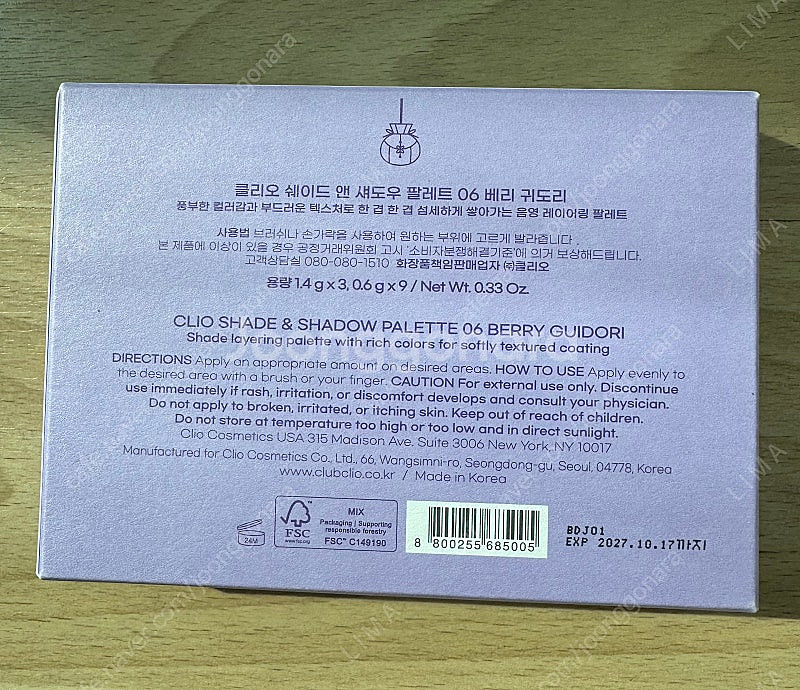 클리오 쉐이드 앤 섀도우 팔레트 06 베리 귀도리
풍부한 컬러감과 부드러운 텍스처로 한 겹 한 겹 섬세하게 쌓아가는 음영 레이어링 팔레트
사용법 브러쉬나 손가락을 사용하여 원하는 부위에 고르게 발라줍니다.
본 제품에 이상이 있을 경우 공정거래위원회 고시 '소비자분쟁해결기준'에 의거 보상해드립니다.
고객상담실 080-080-1510 화장품책임판매업자 ㈜클리오
용량 1.4 g x 3, 0.6 g x 9 / Net Wt. 0.33 Oz.
CLIO SHADE & SHADOW PALETTE 06 BERRY GUIDORI
Shade layering palette with rich colors for softly textured coating
DIRECTIONS Apply an appropriate amount on desired areas. HOW TO USE Apply evenly to
the desired area with a brush or your finger. CAUTION For external use only. Discontinue
use immediately if rash, irritation, or discomfort develops and consult your physician.
Do not apply to broken, irritated, or itching skin. Keep out of reach of children.
Do not store at temperature too high or too low and in direct sunlight.
Clio Cosmetics USA 315 Madison Ave. Suite 3006 New York, NY 10017
Manufactured for Clio Cosmetics Co., Ltd., 66, Wangsimni-ro, Seongdong-gu, Seoul, 04778, Korea
www.clubclio.co.kr / Made in Korea
24M
FSC
www.fsc.org
MIX
Packaging | Supporting
responsible forestry
FSC™ C149190
8 800255 685005
BDJ01
EXP 2027.10.17까지
joonggonara
LIMA